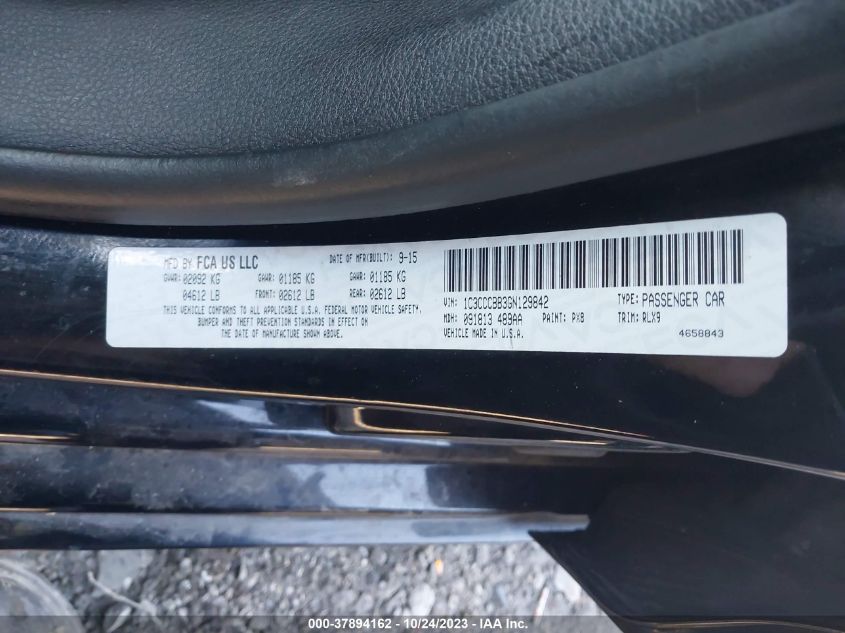 MFD BY FCA US LLC DATE OF MFR(BUILT): 9-15
GVWR: 02092 KG GAWR: 01185 KG GAWR: 01185 KG
04612 LB FRONT: 02612 LB REAR: 02612 LB
THIS VEHICLE CONFORMS TO ALL APPLICABLE U.S.A. FEDERAL MOTOR VEHICLE SAFETY,
BUMPER AND THEFT PREVENTION STANDARDS IN EFFECT ON
THE DATE OF MANUFACTURE SHOWN ABOVE.
VIN: 1C3CCCBB3GN129842 TYPE: PASSENGER CAR
MDH: 091813 489AA PAINT: PX8 TRIM: RLX9
VEHICLE MADE IN U.S.A.
4658843
000-37894162 - 10/24/2023 - IAA Inc.